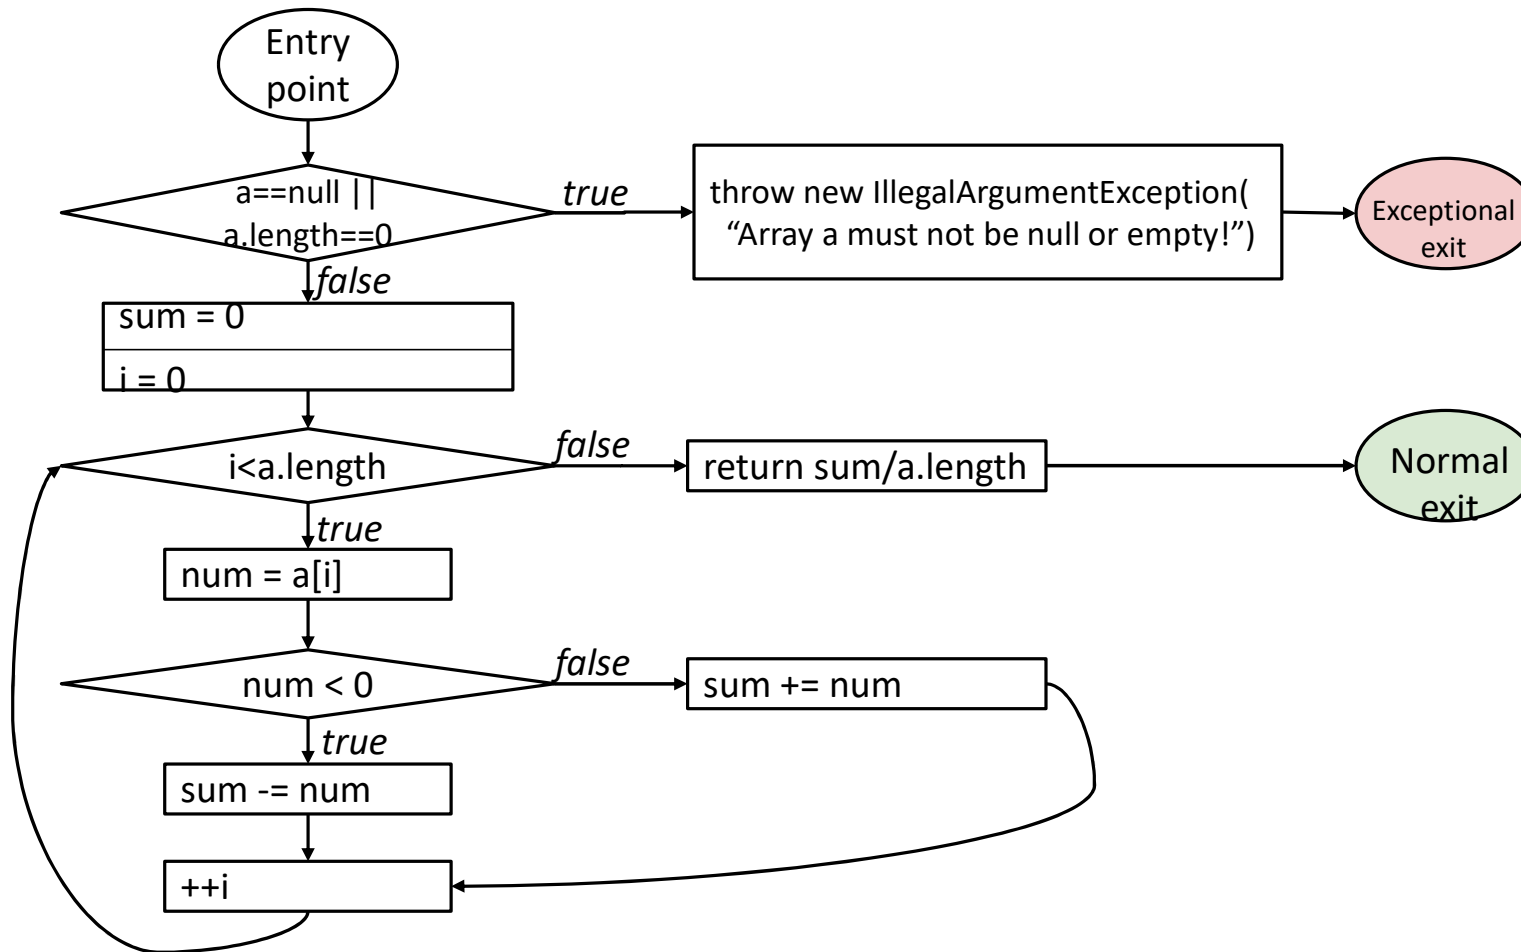 Entry
point
a==null ||
a.length==0
true
throw new IllegalArgumentException(
“Array a must not be null or empty!”)
Exceptional
exit
false
sum = 0
i = 0
i<a.length
false
return sum/a.length
Normal
exit
true
num = a[i]
num < 0
false
sum += num
true
sum -= num
++i